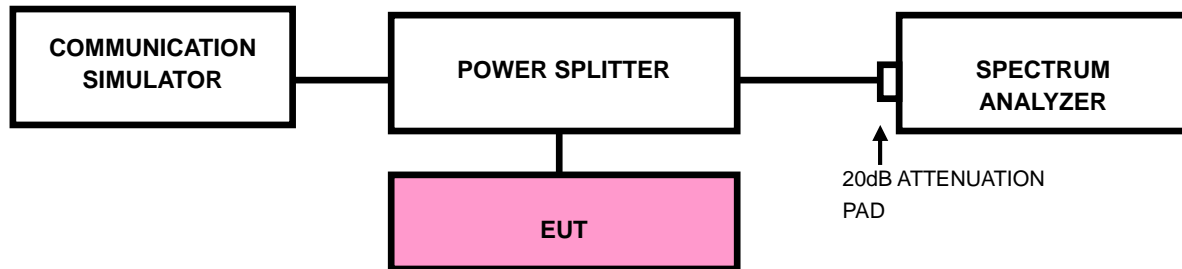 COMMUNICATION
SIMULATOR
POWER SPLITTER
SPECTRUM
ANALYZER
20dB ATTENUATION
PAD
EUT